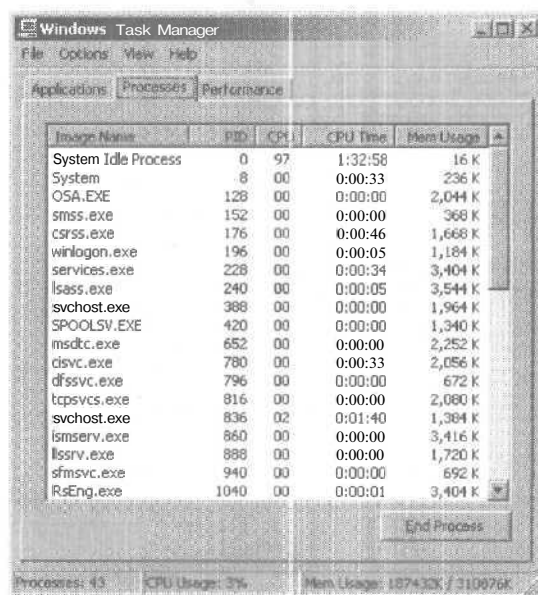 Windows Task Manager
File Options View Help
Applications Processes Performance
Image Name PID CPU CPU Time Mem Usage
System Idle Process 0 97 1:32:58 16 K
System 8 00 0:00:33 236 K
OSA.EXE 128 00 0:00:00 2,044 K
smss.exe 152 00 0:00:00 368 K
csrss.exe 176 00 0:00:46 1,668 K
winlogon.exe 196 00 0:00:05 1,184 K
services.exe 228 00 0:00:34 3,404 K
lsass.exe 240 00 0:00:05 3,544 K
svchost.exe 388 00 0:00:00 1,964 K
SPOOLSV.EXE 420 00 0:00:00 1,340 K
msdtc.exe 652 00 0:00:00 2,252 K
cisvc.exe 780 00 0:00:33 2,056 K
dfssvc.exe 796 00 0:00:00 672 K
tcpsvcs.exe 816 00 0:00:00 2,080 K
svchost.exe 836 02 0:01:40 1,384 K
ismserv.exe 860 00 0:00:00 3,416 K
llssrv.exe 888 00 0:00:00 1,720 K
sfmsvc.exe 940 00 0:00:00 692 K
RsEng.exe 1040 00 0:00:01 3,404 K
End Process
Processes: 43 CPU Usage: 3% Mem Usage: 187432K / 310876K